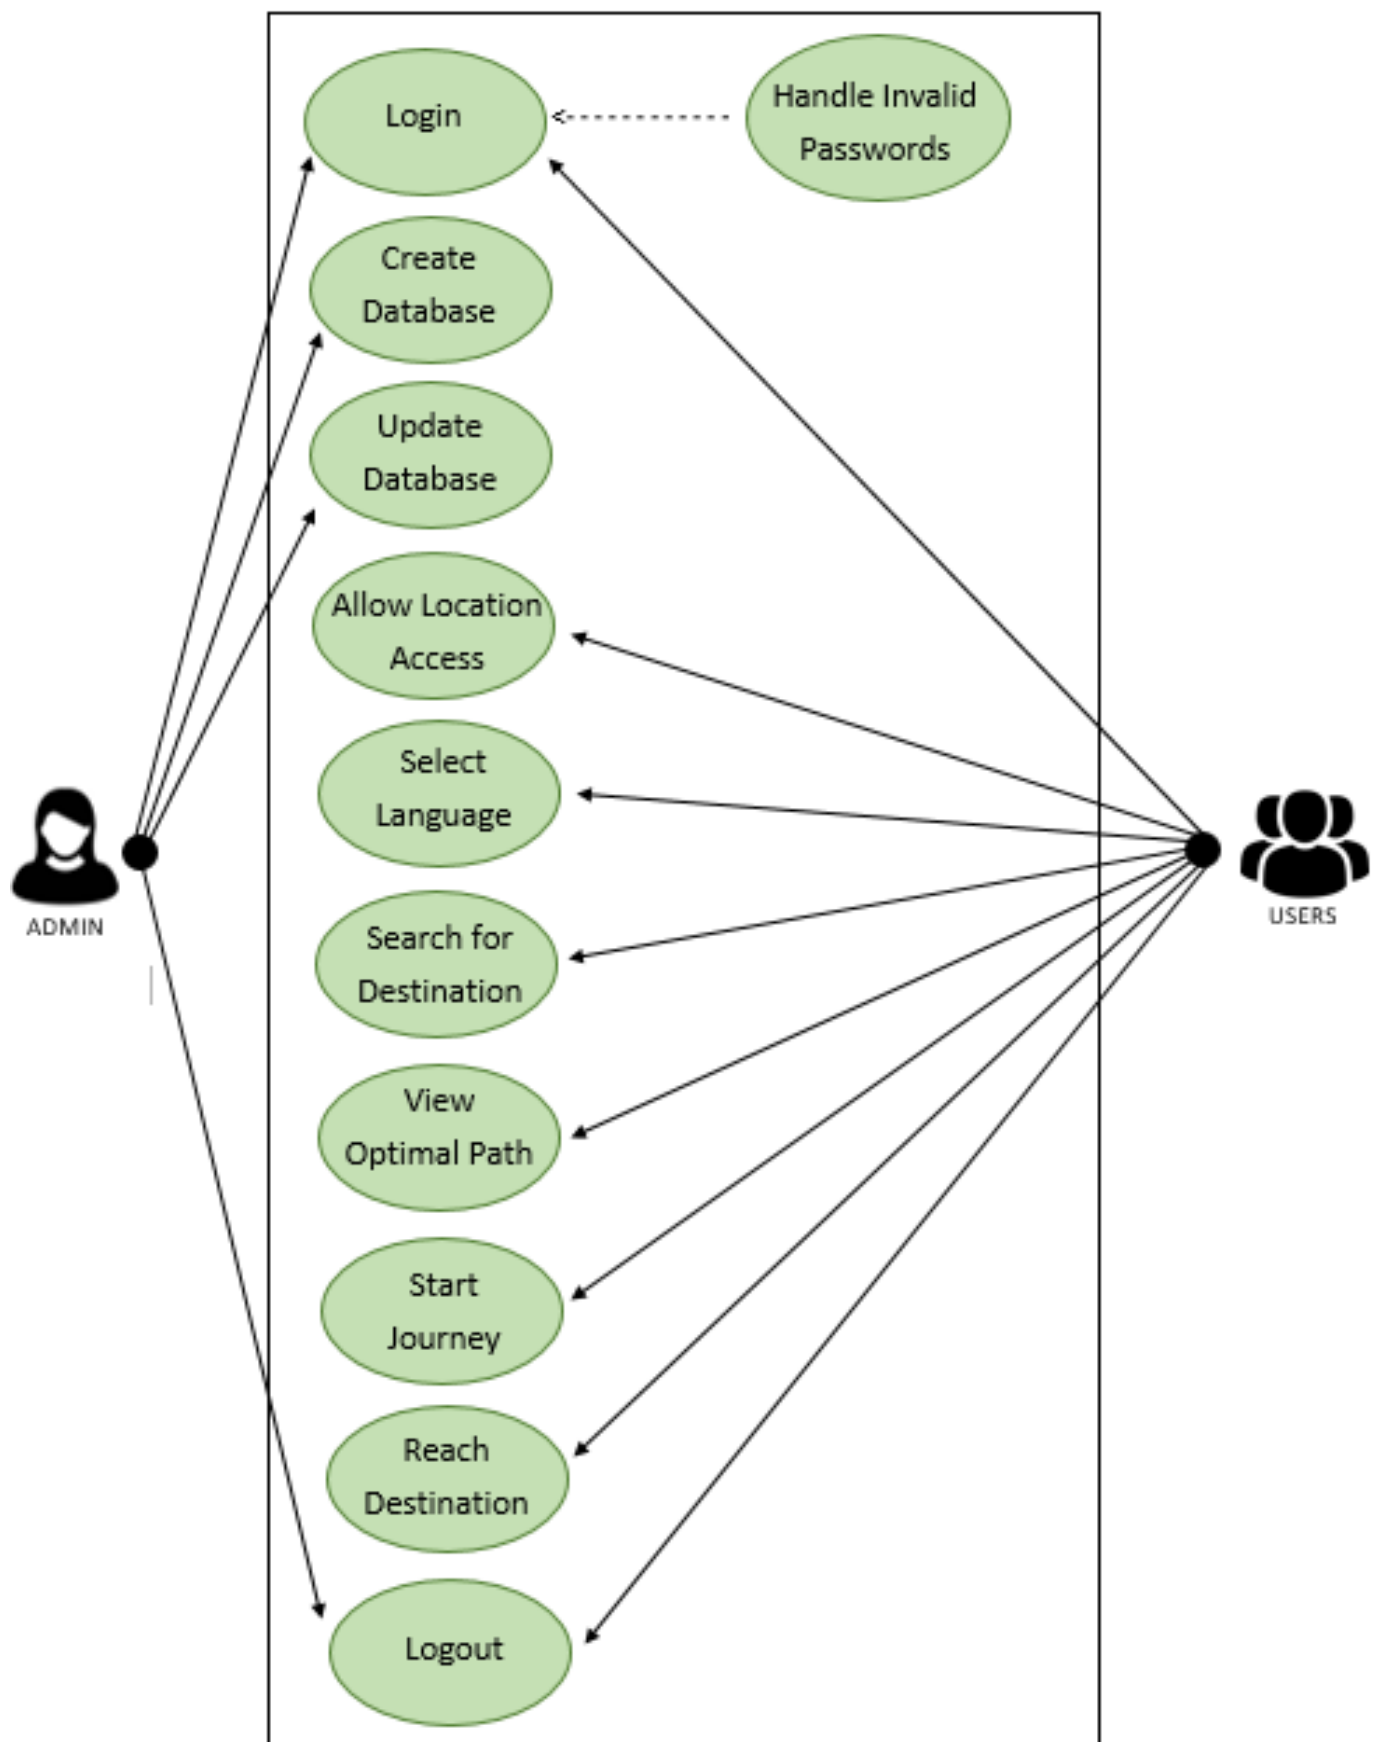 Login
Handle Invalid
Passwords
Create
Database
Update
Database
Allow Location
Access
Select
Language
ADMIN
USERS
Search for
Destination
View
Optimal Path
Start
Journey
Reach
Destination
Logout